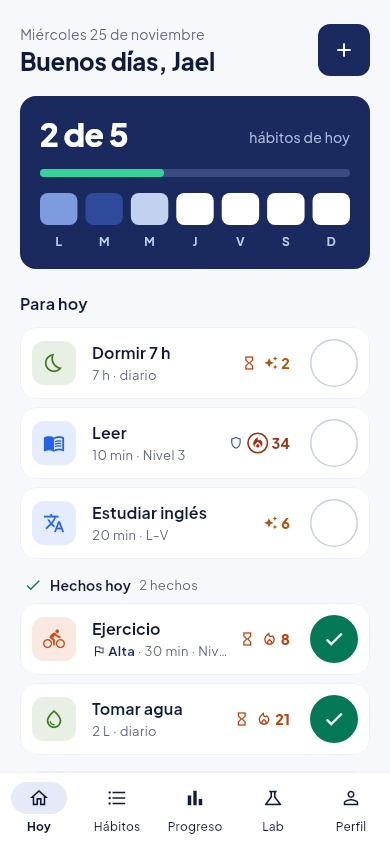 Miércoles 25 de noviembre
Buenos días, Jael
2 de 5
hábitos de hoy
L M M J V S D
Para hoy
Dormir 7 h
7 h · diario
2
Leer
10 min · Nivel 3
34
Estudiar inglés
20 min · L-V
6
Hechos hoy 2 hechos
Ejercicio
Alta · 30 min · Niv…
8
Tomar agua
2 L · diario
21
Hoy Hábitos Progreso Lab Perfil